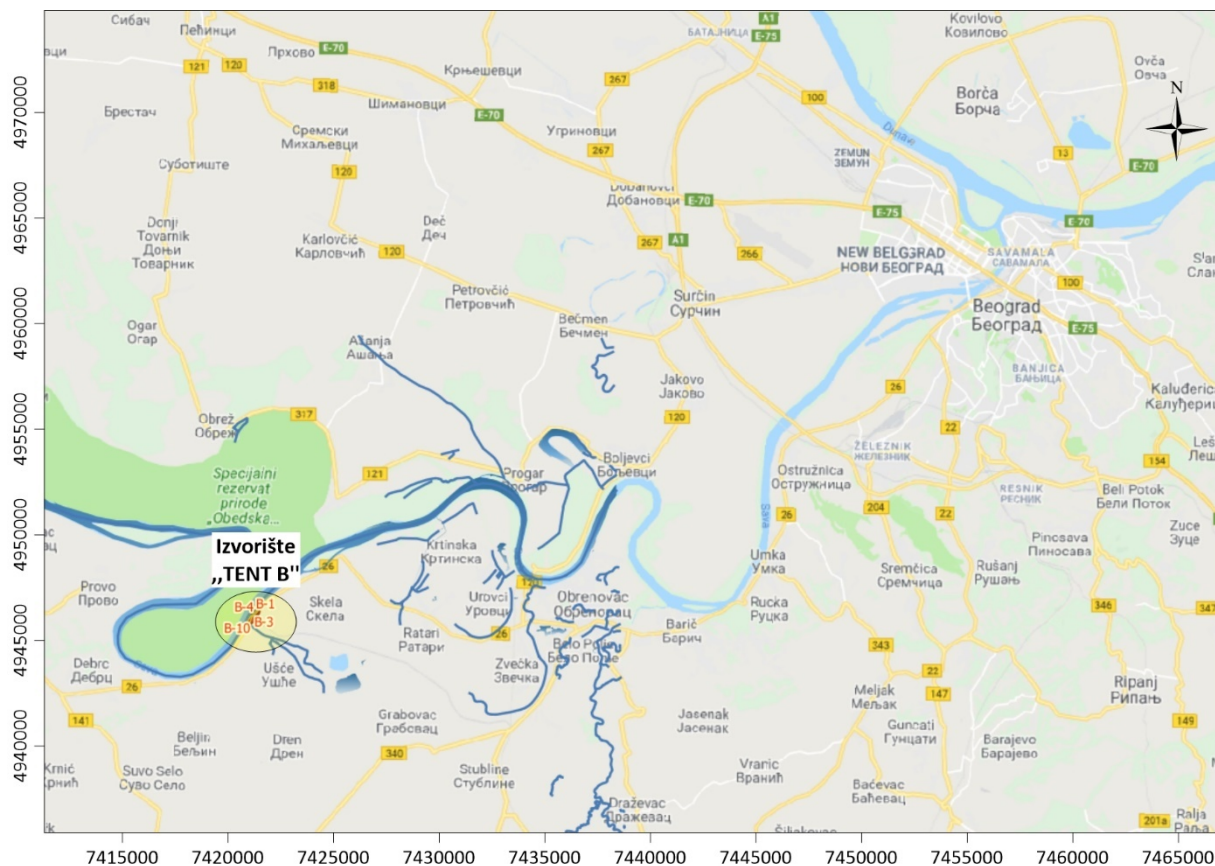 Сибач
Пећинци
Прхово
E-70
A1
E-75
БАТАЈНИЦА
Kovilovo
Ковилово
Ovča
Овча
121
120
318
Крњешевци
267
100
Borča
Борча
N
Брестач
Шимановци
E-70
Сремски
Михаљевци
Угриновци
267
Dunav
ZEMUN
ЗЕМУН
13
E-70
Суботиште
120
Добановци
E-70
E-75
E-70
Donji
Tovarnik
Доњи
Товарник
Deč
Деч
Karlovčić
Карловчић
120
267
A1
266
NEW BELGRAD
НОВИ БЕОГРАД
SAVAMALA
САВАМАЛА
100
Petrovčić
Петровчић
Surčin
Сурчин
Beograd
Београд
E-75
Ogar
Огар
Ašanja
Ашања
Bečmen
Бечмен
BANJICA
БАЊИЦА
Jakovo
Јаково
26
Kaluđerica
Obrež
Обреж
317
120
22
ŽELEZNIK
ЖЕЛЕЗНИК
Specijalni
rezervat
prirode
Obedska...
121
Progar
Прогар
Boljevci
Бољевци
Ostružnica
Остружница
154
RESNIK
РЕСНИК
Beli Potok
Бели Поток
204
22
26
Sava
Izvorište
,,TENT B"
26
Krtinska
Кртинска
Umka
Умка
Sremčica
Сремчица
Rušanj
Рушањ
Pincsava
Пиносава
Zuce
Зуце
Provo
Прово
B-4
B-1
B-3
B-10
Skela
Скела
Urovci
Уровци
120
Obrenovac
Обреновац
Rucka
Руцка
346
347
Ratari
Ратари
26
Barič
Барич
Debrc
Дебрц
Ušće
Ушће
Zvečka
Звечка
Belo Polje
Бело Поље
343
22
26
Meljak
Мељак
147
Ripanj
Рипањ
141
Grabovac
Грабовац
Jasenak
Јасенак
Guncati
Гунцати
149
Beljin
Бељин
Dren
Дрен
340
Barajevo
Барајево
Suvo Selo
Суво Село
Stubline
Стублине
Vranić
Вранић
Baćevac
Баћевац
Draževac
Дражевац
201a
Ralja
4970000
4965000
4960000
4955000
4950000
4945000
4940000
7415000
7420000
7425000
7430000
7435000
7440000
7445000
7450000
7455000
7460000
7465000